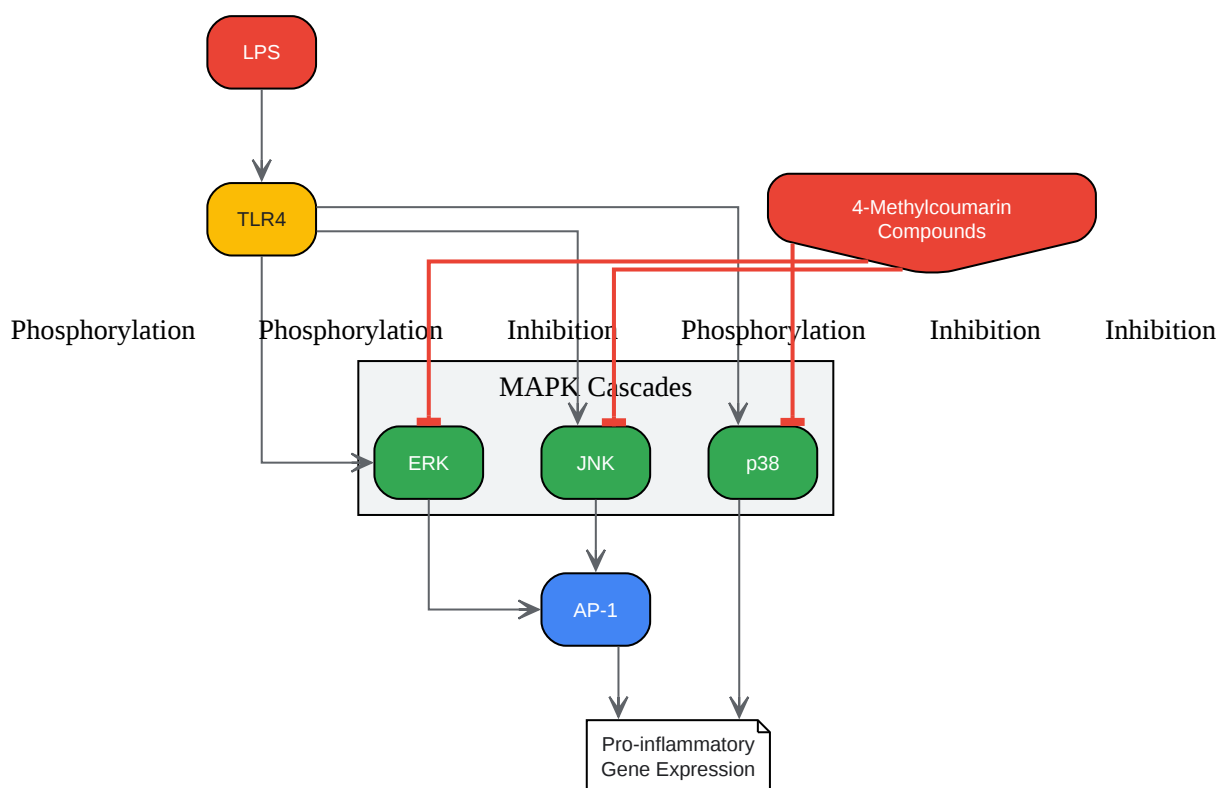 LPS
TLR4
4-Methylcoumarin
Compounds
Phosphorylation
Phosphorylation
Inhibition
Phosphorylation
Inhibition
Inhibition
MAPK Cascades
ERK
JNK
p38
AP-1
Pro-inflammatory
Gene Expression